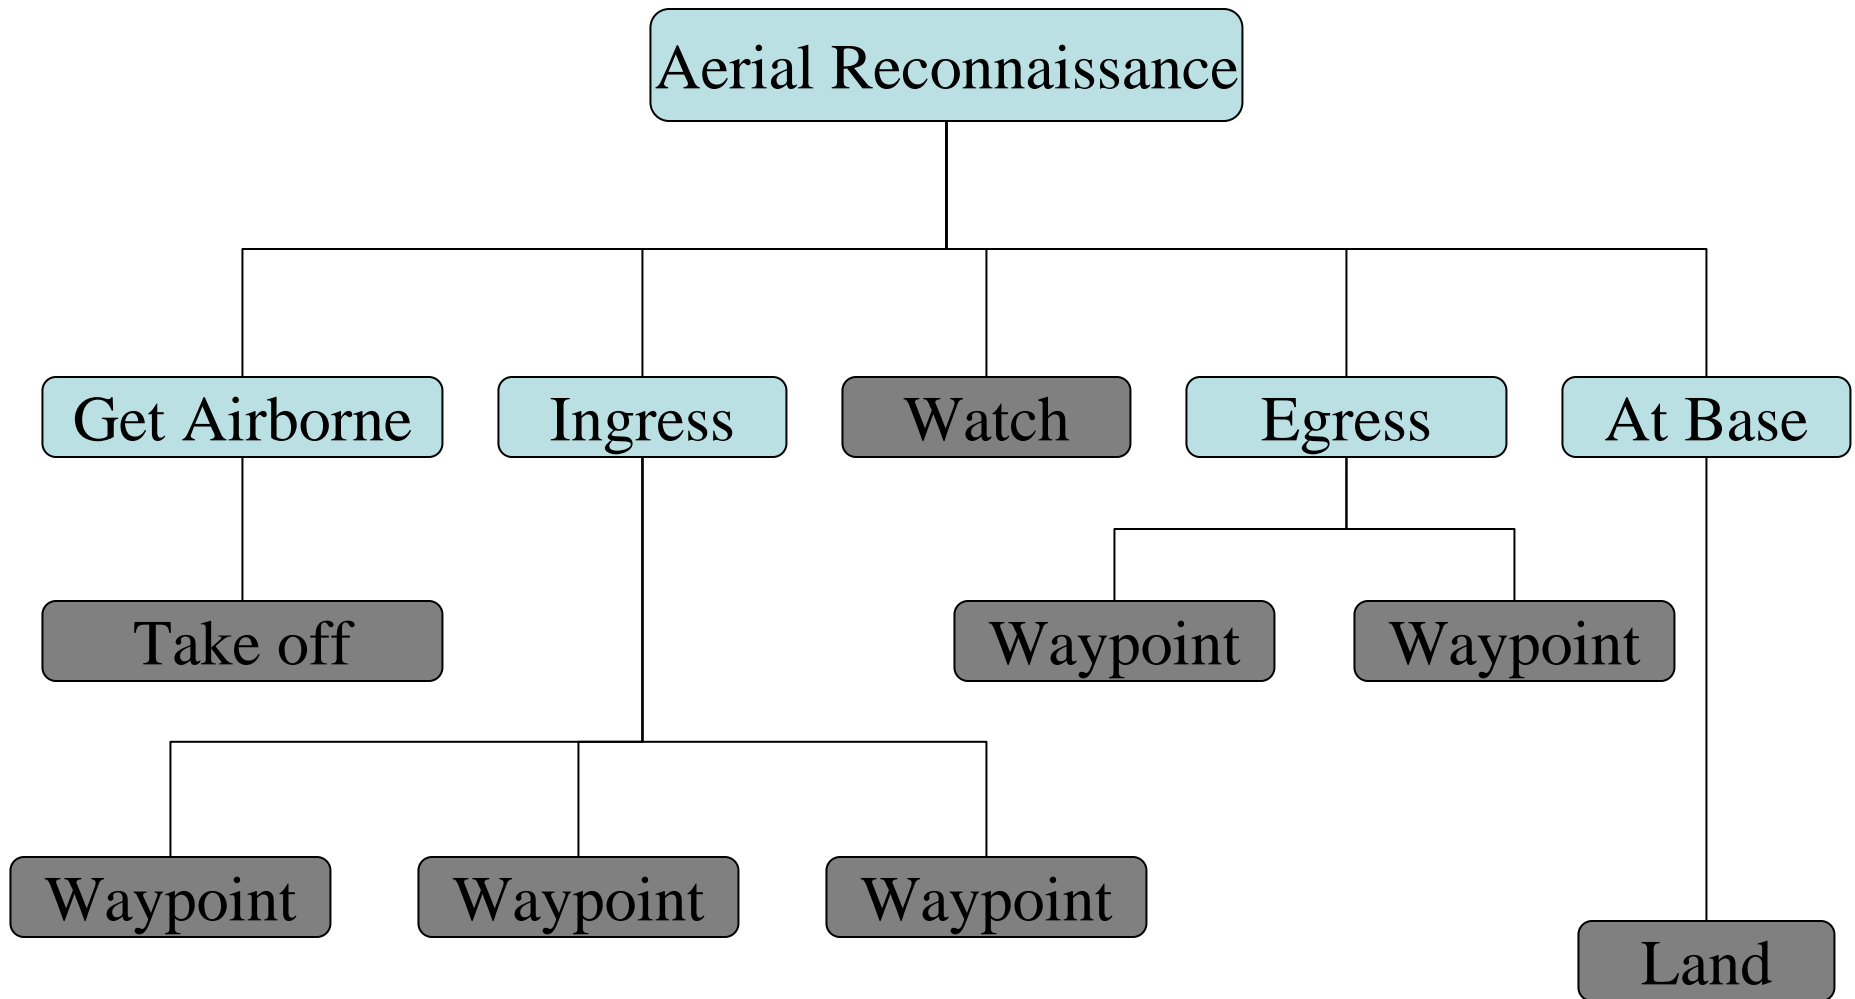 Aerial Reconnaissance
Get Airborne
Ingress
Watch
Egress
At Base
Take off
Waypoint
Waypoint
Waypoint
Waypoint
Waypoint
Land